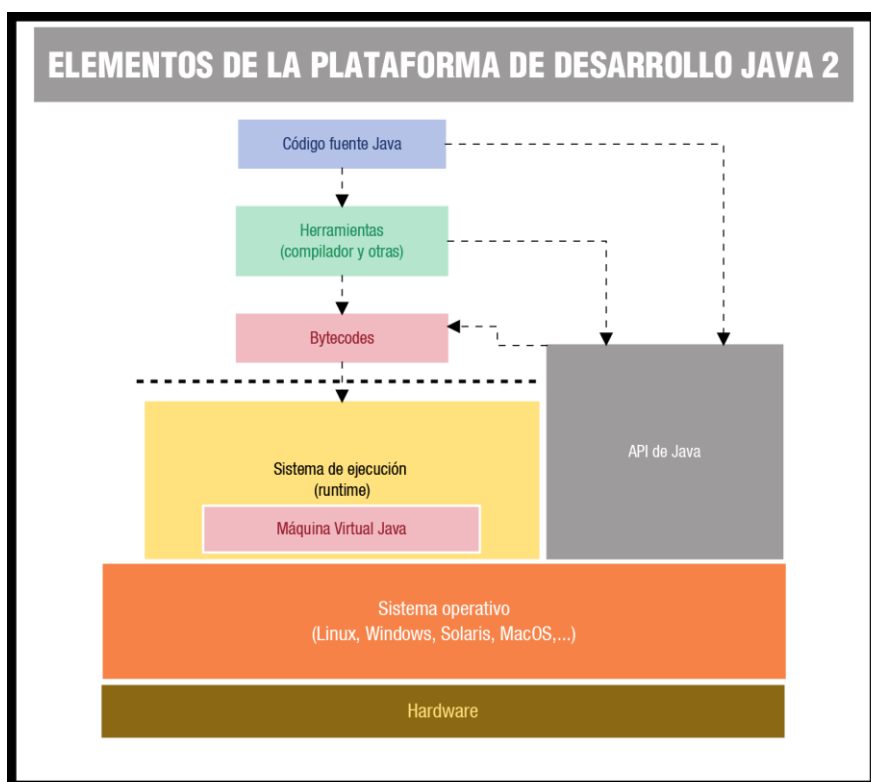 ELEMENTOS DE LA PLATAFORMA DE DESARROLLO JAVA 2
Código fuente Java
Herramientas
(compilador y otras)
Bytecodes
Sistema de ejecución
(runtime)
Máquina Virtual Java
API de Java
Sistema operativo
(Linux, Windows, Solaris, MacOS,...)
Hardware